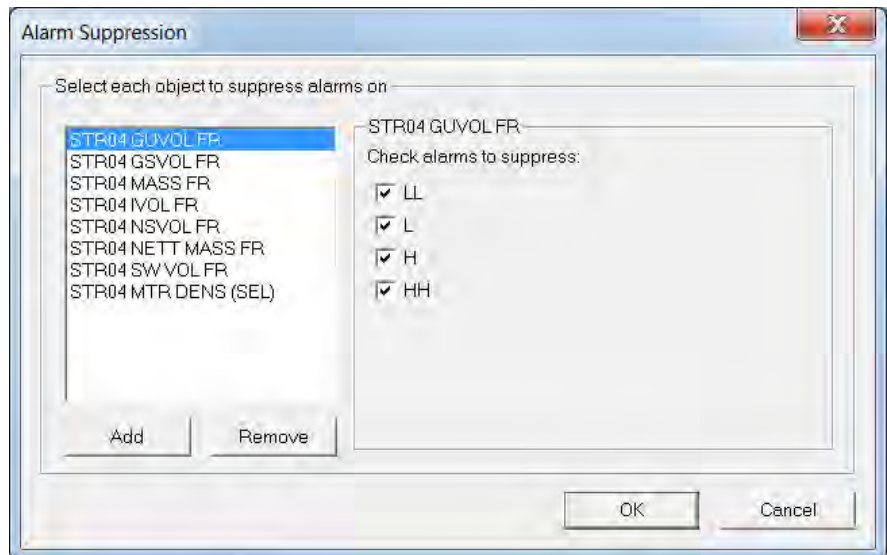 Alarm Suppression
Select each object to suppress alarms on
STR04 GUVOL FR
STR04 GSVOL FR
STR04 MASS FR
STR04 IVOL FR
STR04 NSVOL FR
STR04 NETT MASS FR
STR04 SW VOL FR
STR04 MTR DENS (SEL)
Add
Remove
STR04 GUVOL FR
Check alarms to suppress:
LL
L
H
HH
OK
Cancel